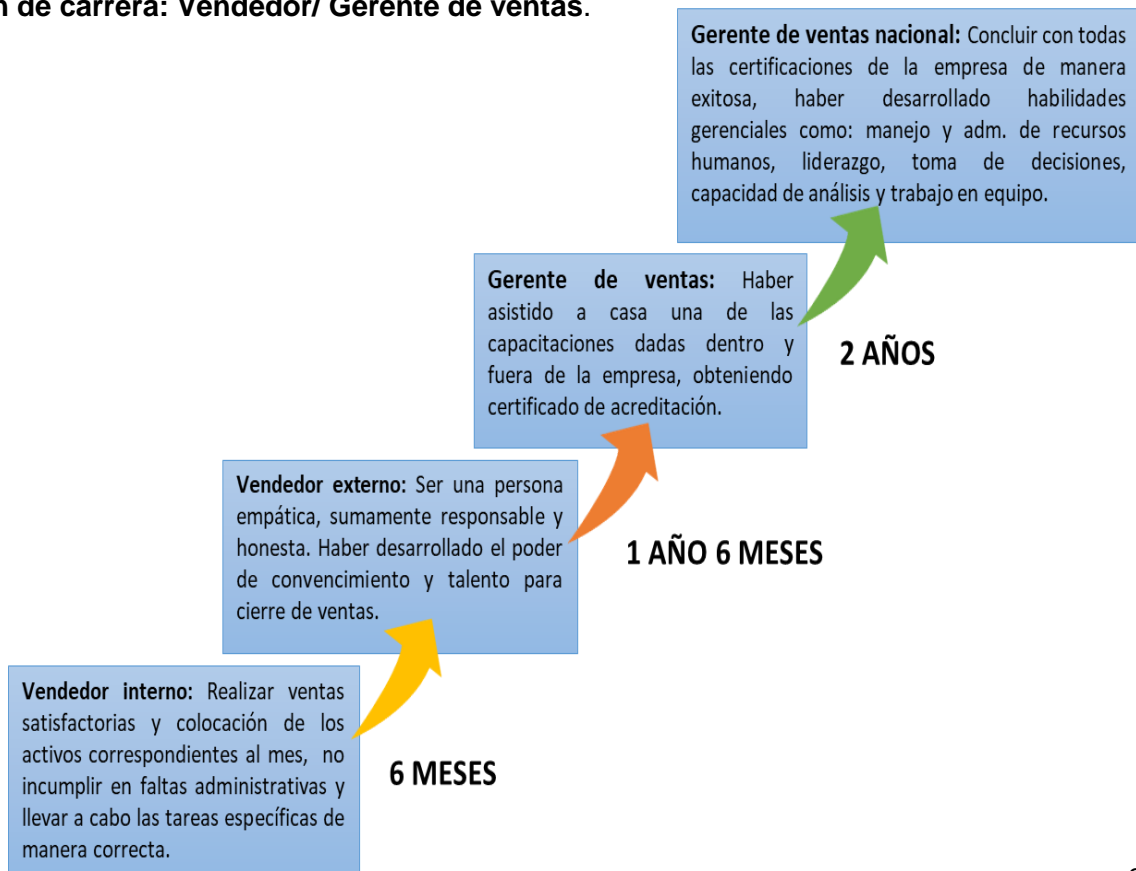 n de carrera: Vendedor/ Gerente de ventas.
Gerente de ventas nacional: Concluir con todas
las certificaciones de la empresa de manera
exitosa, haber desarrollado habilidades
gerenciales como: manejo y adm. de recursos
humanos, liderazgo, toma de decisiones,
capacidad de análisis y trabajo en equipo.
Gerente de ventas: Haber
asistido a casa una de las
capacitaciones dadas dentro y
fuera de la empresa, obteniendo
certificado de acreditación.
2 AÑOS
Vendedor externo: Ser una persona
empática, sumamente responsable y
honesta. Haber desarrollado el poder
de convencimiento y talento para
cierre de ventas.
1 AÑO 6 MESES
Vendedor interno: Realizar ventas
satisfactorias y colocación de los
activos correspondientes al mes, no
incumplir en faltas administrativas y
llevar a cabo las tareas específicas de
manera correcta.
6 MESES